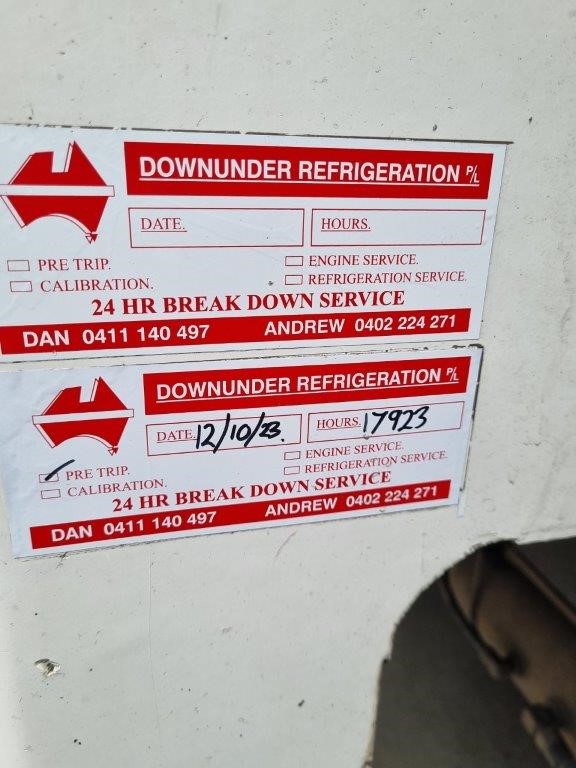 DOWNUNDER REFRIGERATION P/L
DATE. HOURS.
PRE TRIP. ENGINE SERVICE.
CALIBRATION. REFRIGERATION SERVICE.
24 HR BREAK DOWN SERVICE
DAN 0411 140 497 ANDREW 0402 224 271
DOWNUNDER REFRIGERATION P/L
DATE. 12/10/23. HOURS. 17923
PRE TRIP. ENGINE SERVICE.
CALIBRATION. REFRIGERATION SERVICE.
24 HR BREAK DOWN SERVICE
DAN 0411 140 497 ANDREW 0402 224 271